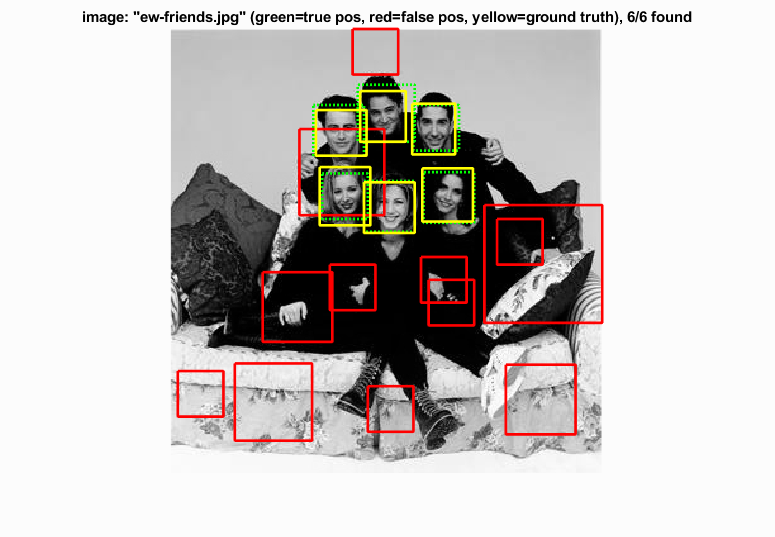 image: "ew-friends.jpg" (green=true pos, red=false pos, yellow=ground truth), 6/6 found